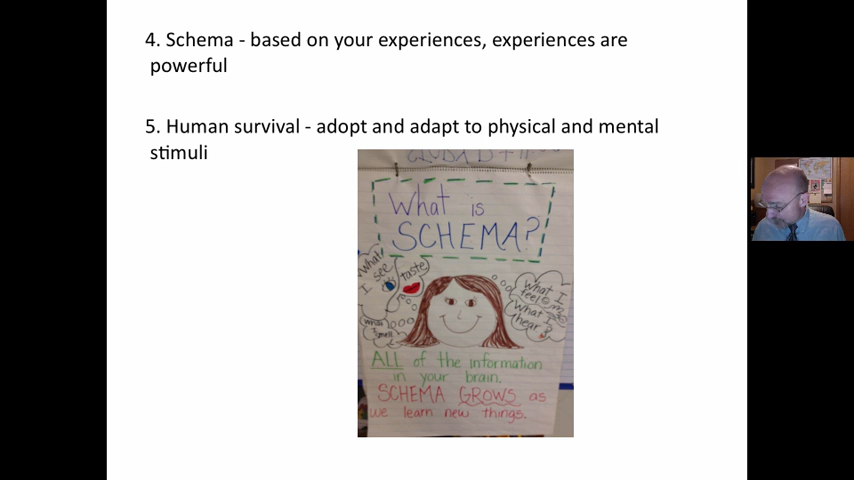 4. Schema - based on your experiences, experiences are
powerful
5. Human survival - adopt and adapt to physical and mental
stimuli
What is
SCHEMA?
What
I see
taste
What I
feel
What I
hear
What
I smell
ALL of the information
in your brain.
SCHEMA GROWS as
we learn new things.